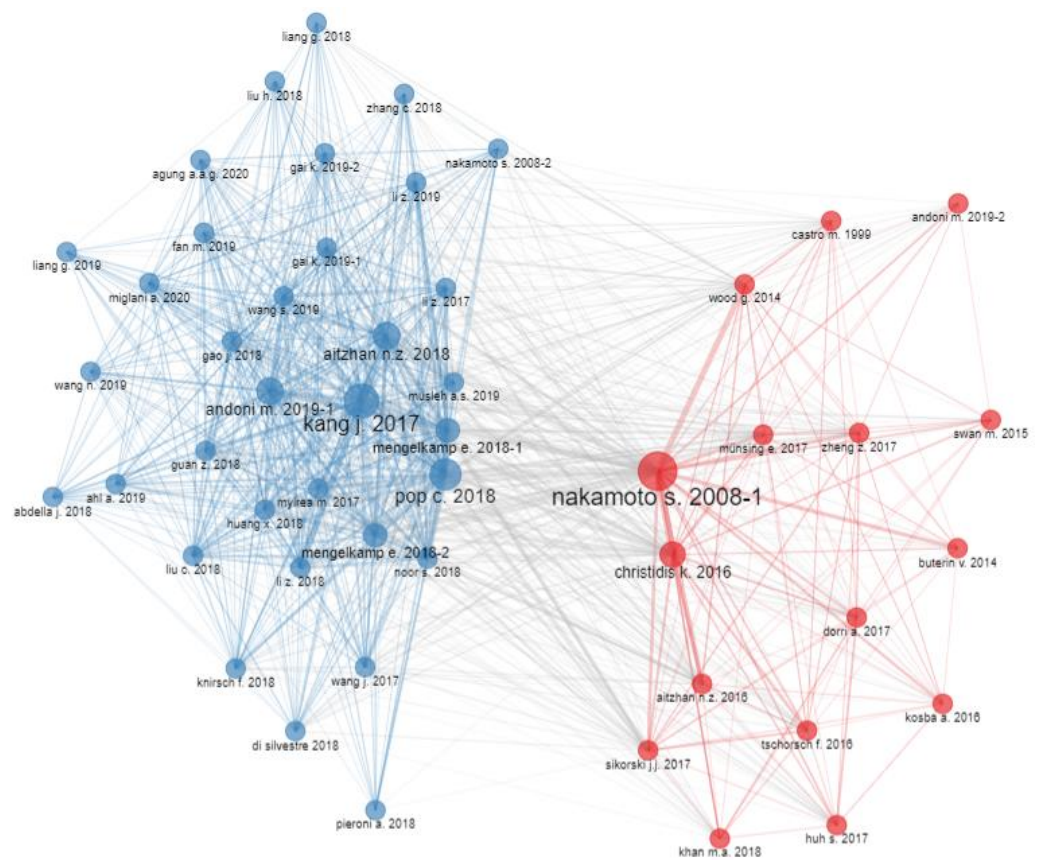 liang g. 2018
liu h. 2018
zhang c. 2018
gai k. 2019-2
nakamoto s. 2008-2
agung a.a.g. 2020
li z. 2019
andoni m. 2019-2
castro m. 1999
fan m. 2019
gai k. 2019-1
liang g. 2019
miglani a. 2020
wang s. 2019
li z. 2017
wood g. 2014
gao j. 2018
aitzhan n.z. 2018
wang n. 2019
musleh a.s. 2019
andoni m. 2019-1
kang j. 2017
mengelkamp e. 2018-1
münsing e. 2017
zheng z. 2017
swan m. 2015
guan z. 2018
pop c. 2018
nakamoto s. 2008-1
ahl a. 2019
mylrea m. 2017
abdella j. 2018
huang x. 2018
mengelkamp e. 2018-2
liu c. 2018
li z. 2018
noor s. 2018
christidis k. 2016
buterin v. 2014
dorri a. 2017
knirsch f. 2018
wang j. 2017
aitzhan n.z. 2016
kosba a. 2016
di silvestre 2018
tschorsch f. 2016
sikorski j.j. 2017
pieroni a. 2018
huh s. 2017
khan m.a. 2018